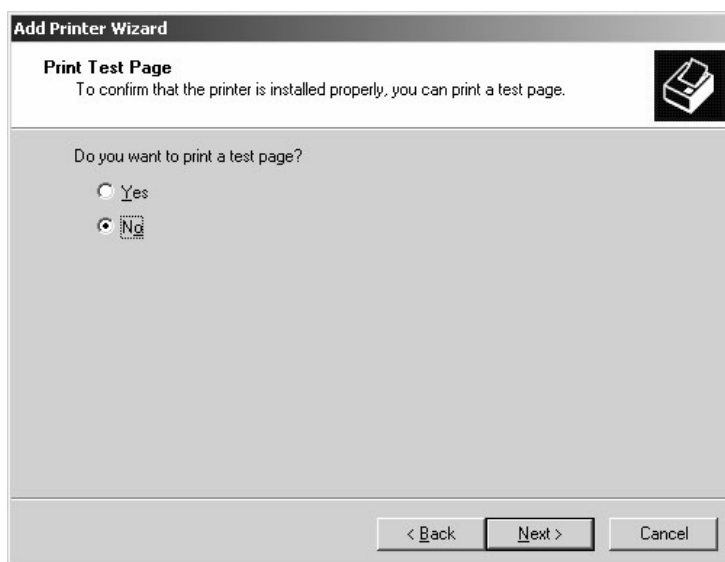 Add Printer Wizard
Print Test Page
To confirm that the printer is installed properly, you can print a test page.
Do you want to print a test page?
Yes
No
< Back Next > Cancel